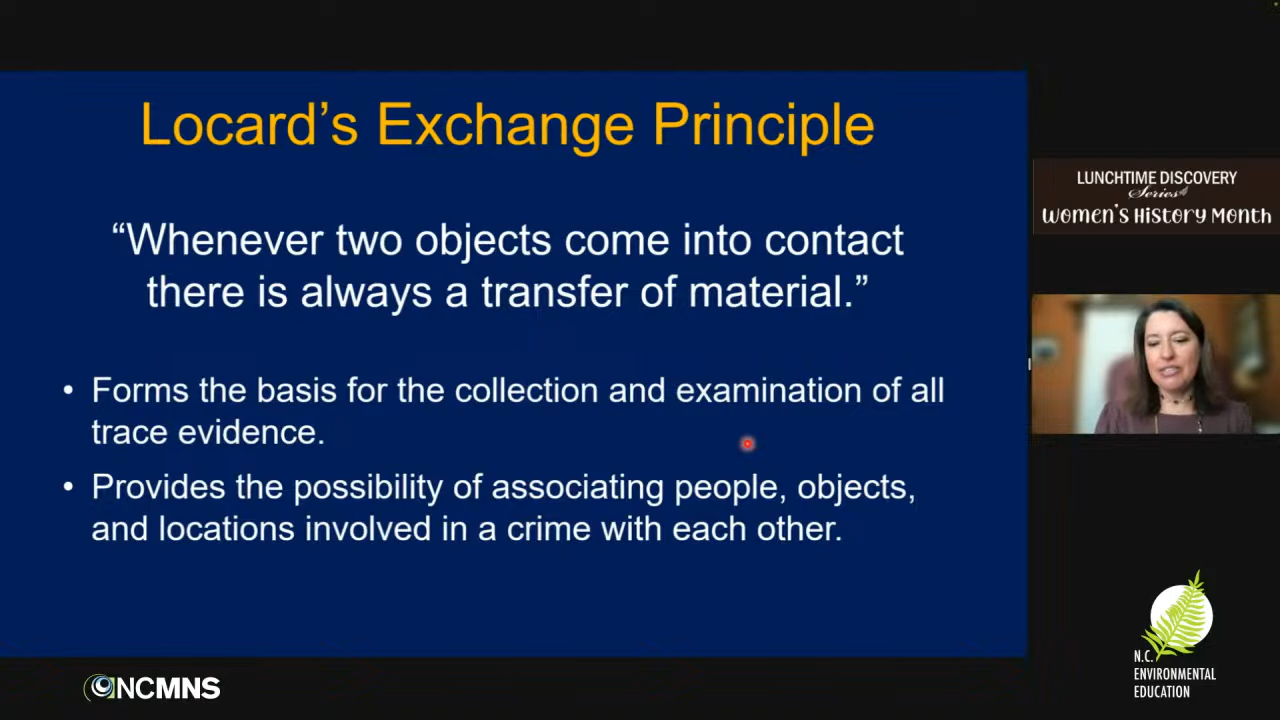 Locard’s Exchange Principle
“Whenever two objects come into contact
there is always a transfer of material.”
• Forms the basis for the collection and examination of all
trace evidence.
• Provides the possibility of associating people, objects,
and locations involved in a crime with each other.
LUNCHTIME DISCOVERY
Series
Women's History Month
NCMNS
N.C.
ENVIRONMENTAL
EDUCATION